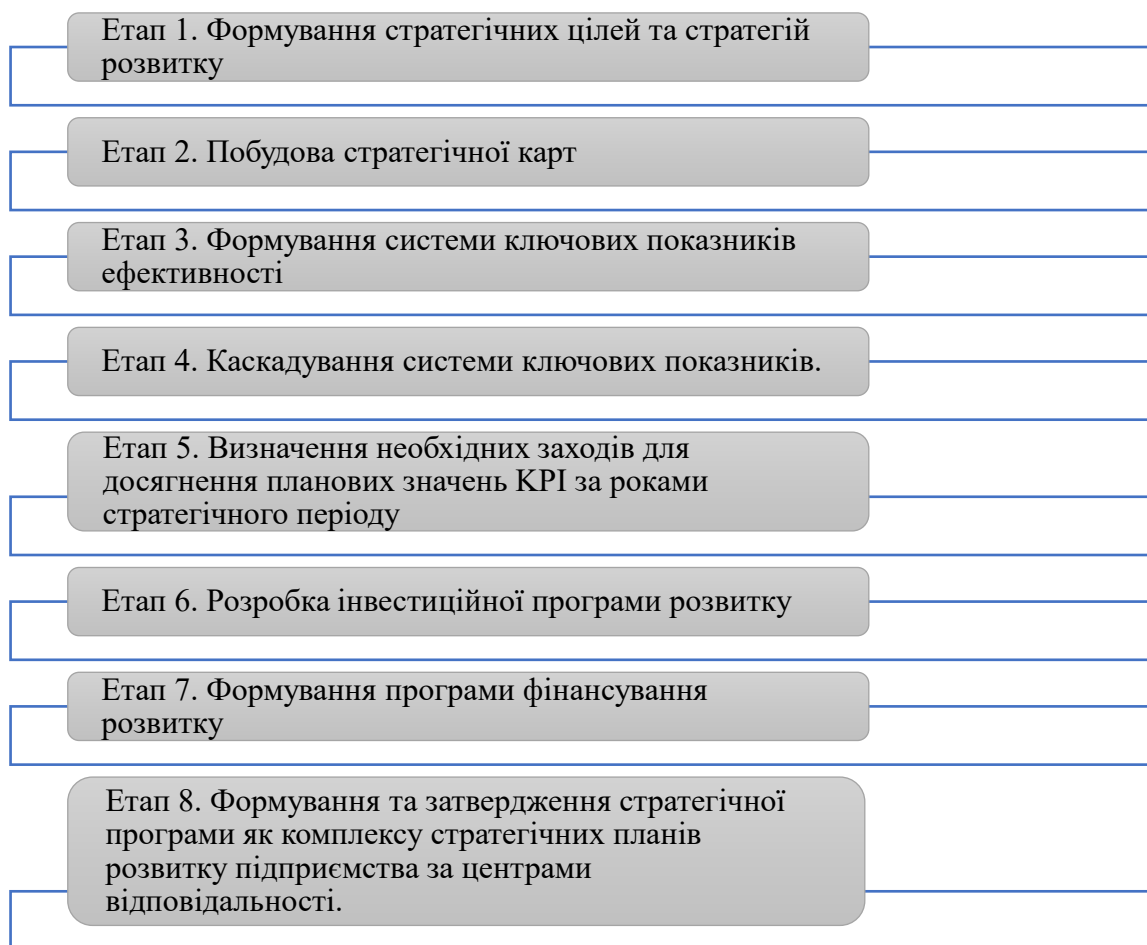 Етап 1. Формування стратегічних цілей та стратегій
розвитку
Етап 2. Побудова стратегічної карт
Етап 3. Формування системи ключових показників
ефективності
Етап 4. Каскадування системи ключових показників.
Етап 5. Визначення необхідних заходів для
досягнення планових значень KPI за роками
стратегічного періоду
Етап 6. Розробка інвестиційної програми розвитку
Етап 7. Формування програми фінансування
розвитку
Етап 8. Формування та затвердження стратегічної
програми як комплексу стратегічних планів
розвитку підприємства за центрами
відповідальності.